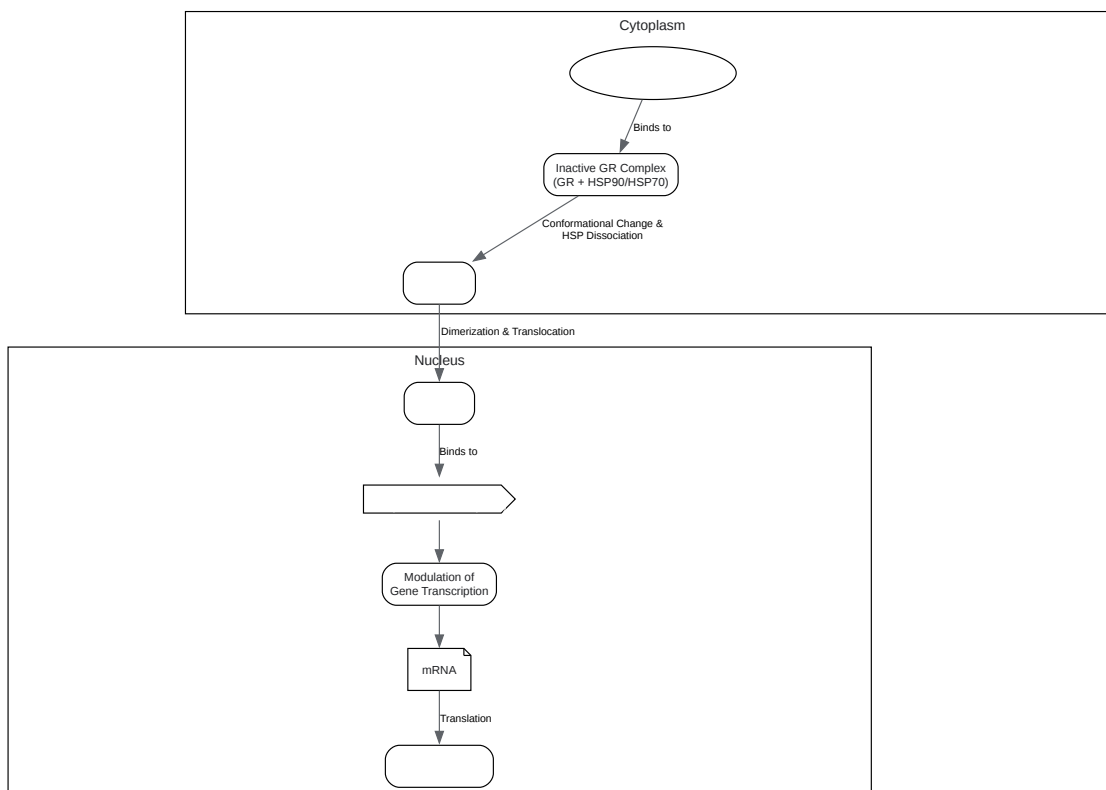 Cytoplasm
Binds to
Inactive GR Complex
(GR + HSP90/HSP70)
Conformational Change &
HSP Dissociation
Dimerization & Translocation
Nucleus
Binds to
Modulation of
Gene Transcription
mRNA
Translation